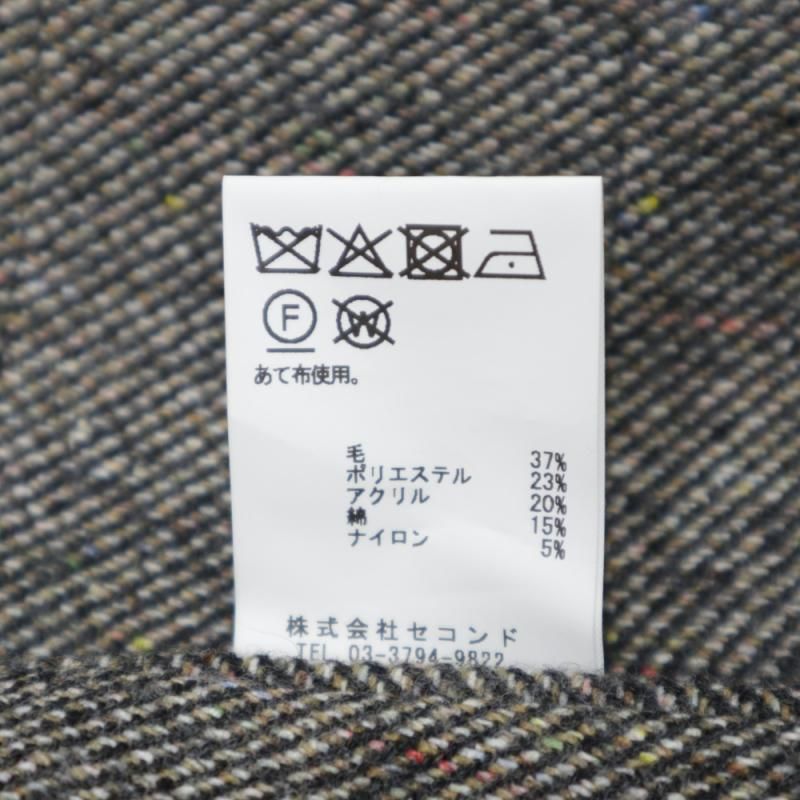 F W
あて布使用。
毛 37%
ポリエステル 23%
アクリル 20%
綿 15%
ナイロン 5%
株式会社セコンド
TEL 03-3794-9822